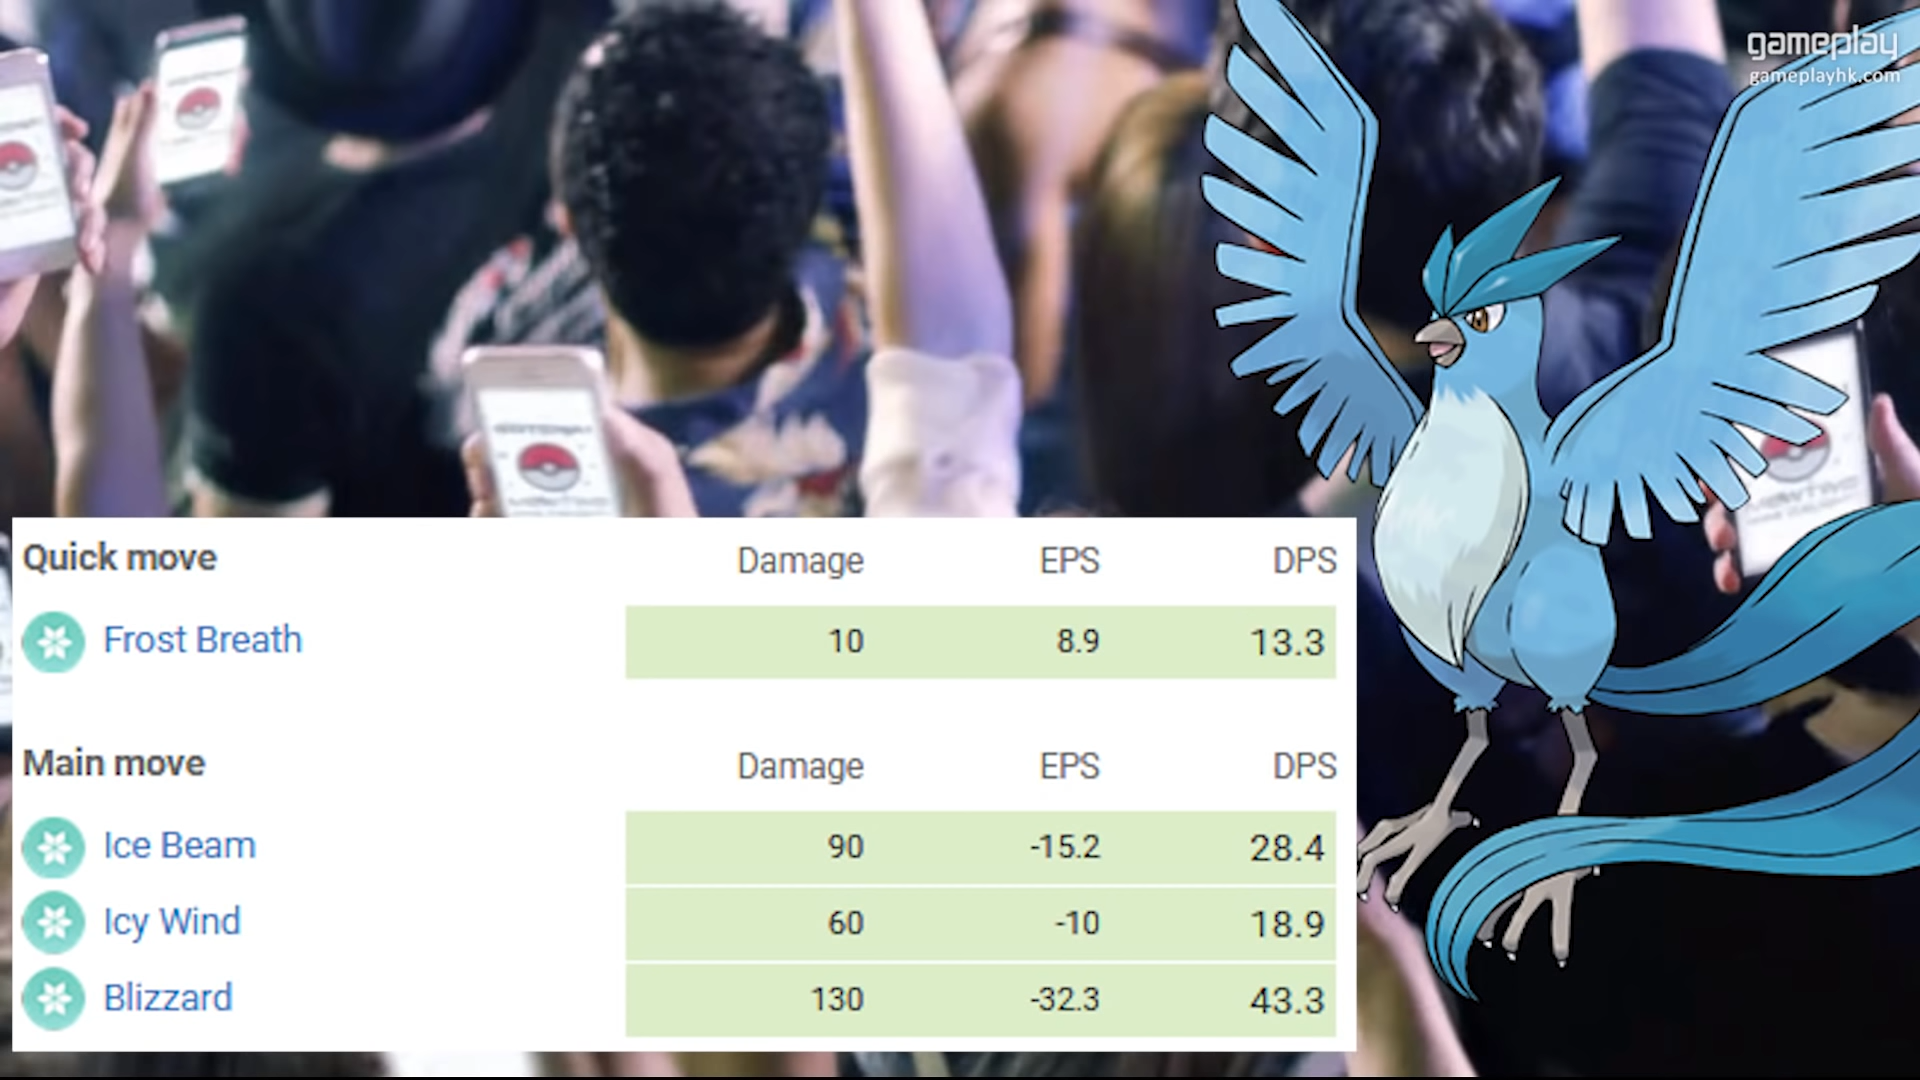 gameplay
gameplayhk.com
Quick move Damage EPS DPS
Frost Breath 10 8.9 13.3
Main move Damage EPS DPS
Ice Beam 90 -15.2 28.4
Icy Wind 60 -10 18.9
Blizzard 130 -32.3 43.3